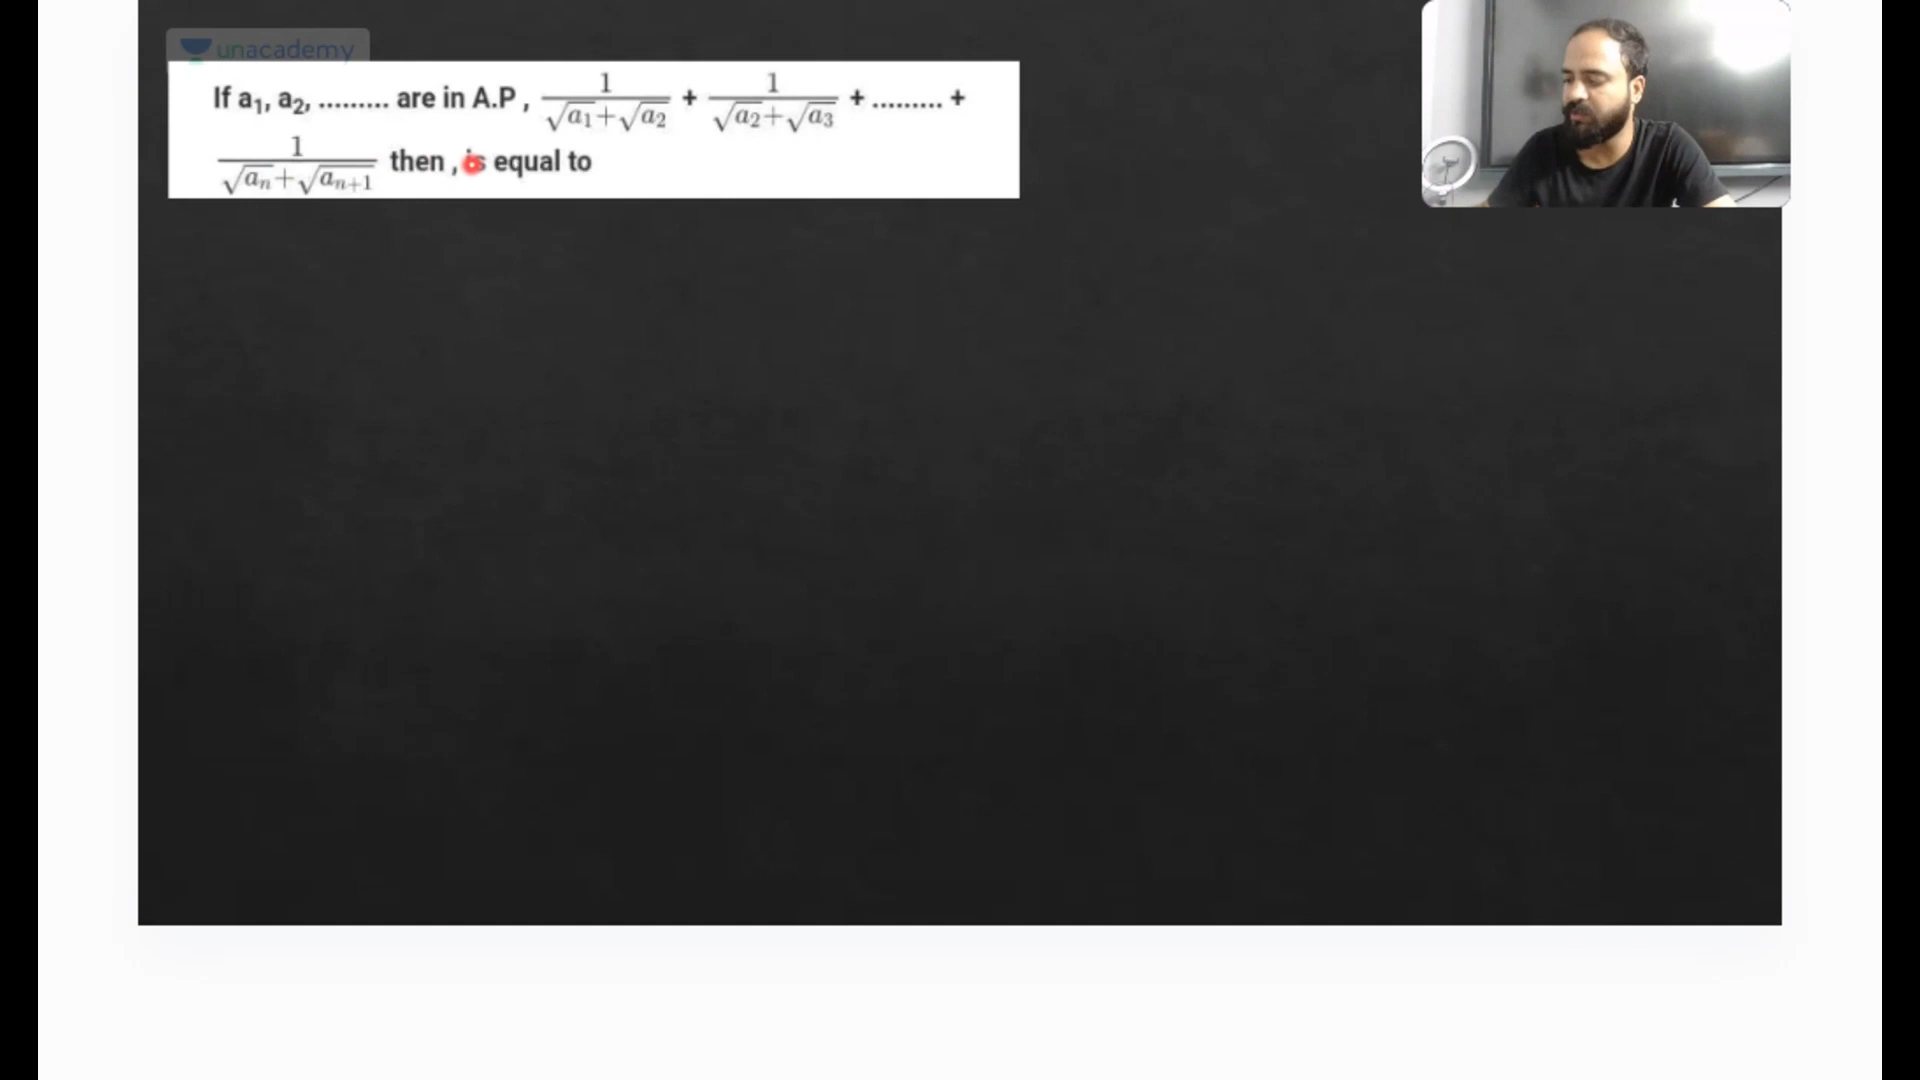 unacademy
If a₁, a₂, ......... are in A.P , 1/(√a₁+√a₂) + 1/(√a₂+√a₃) + ......... +
1/(√aₙ+√aₙ₊₁) then , is equal to